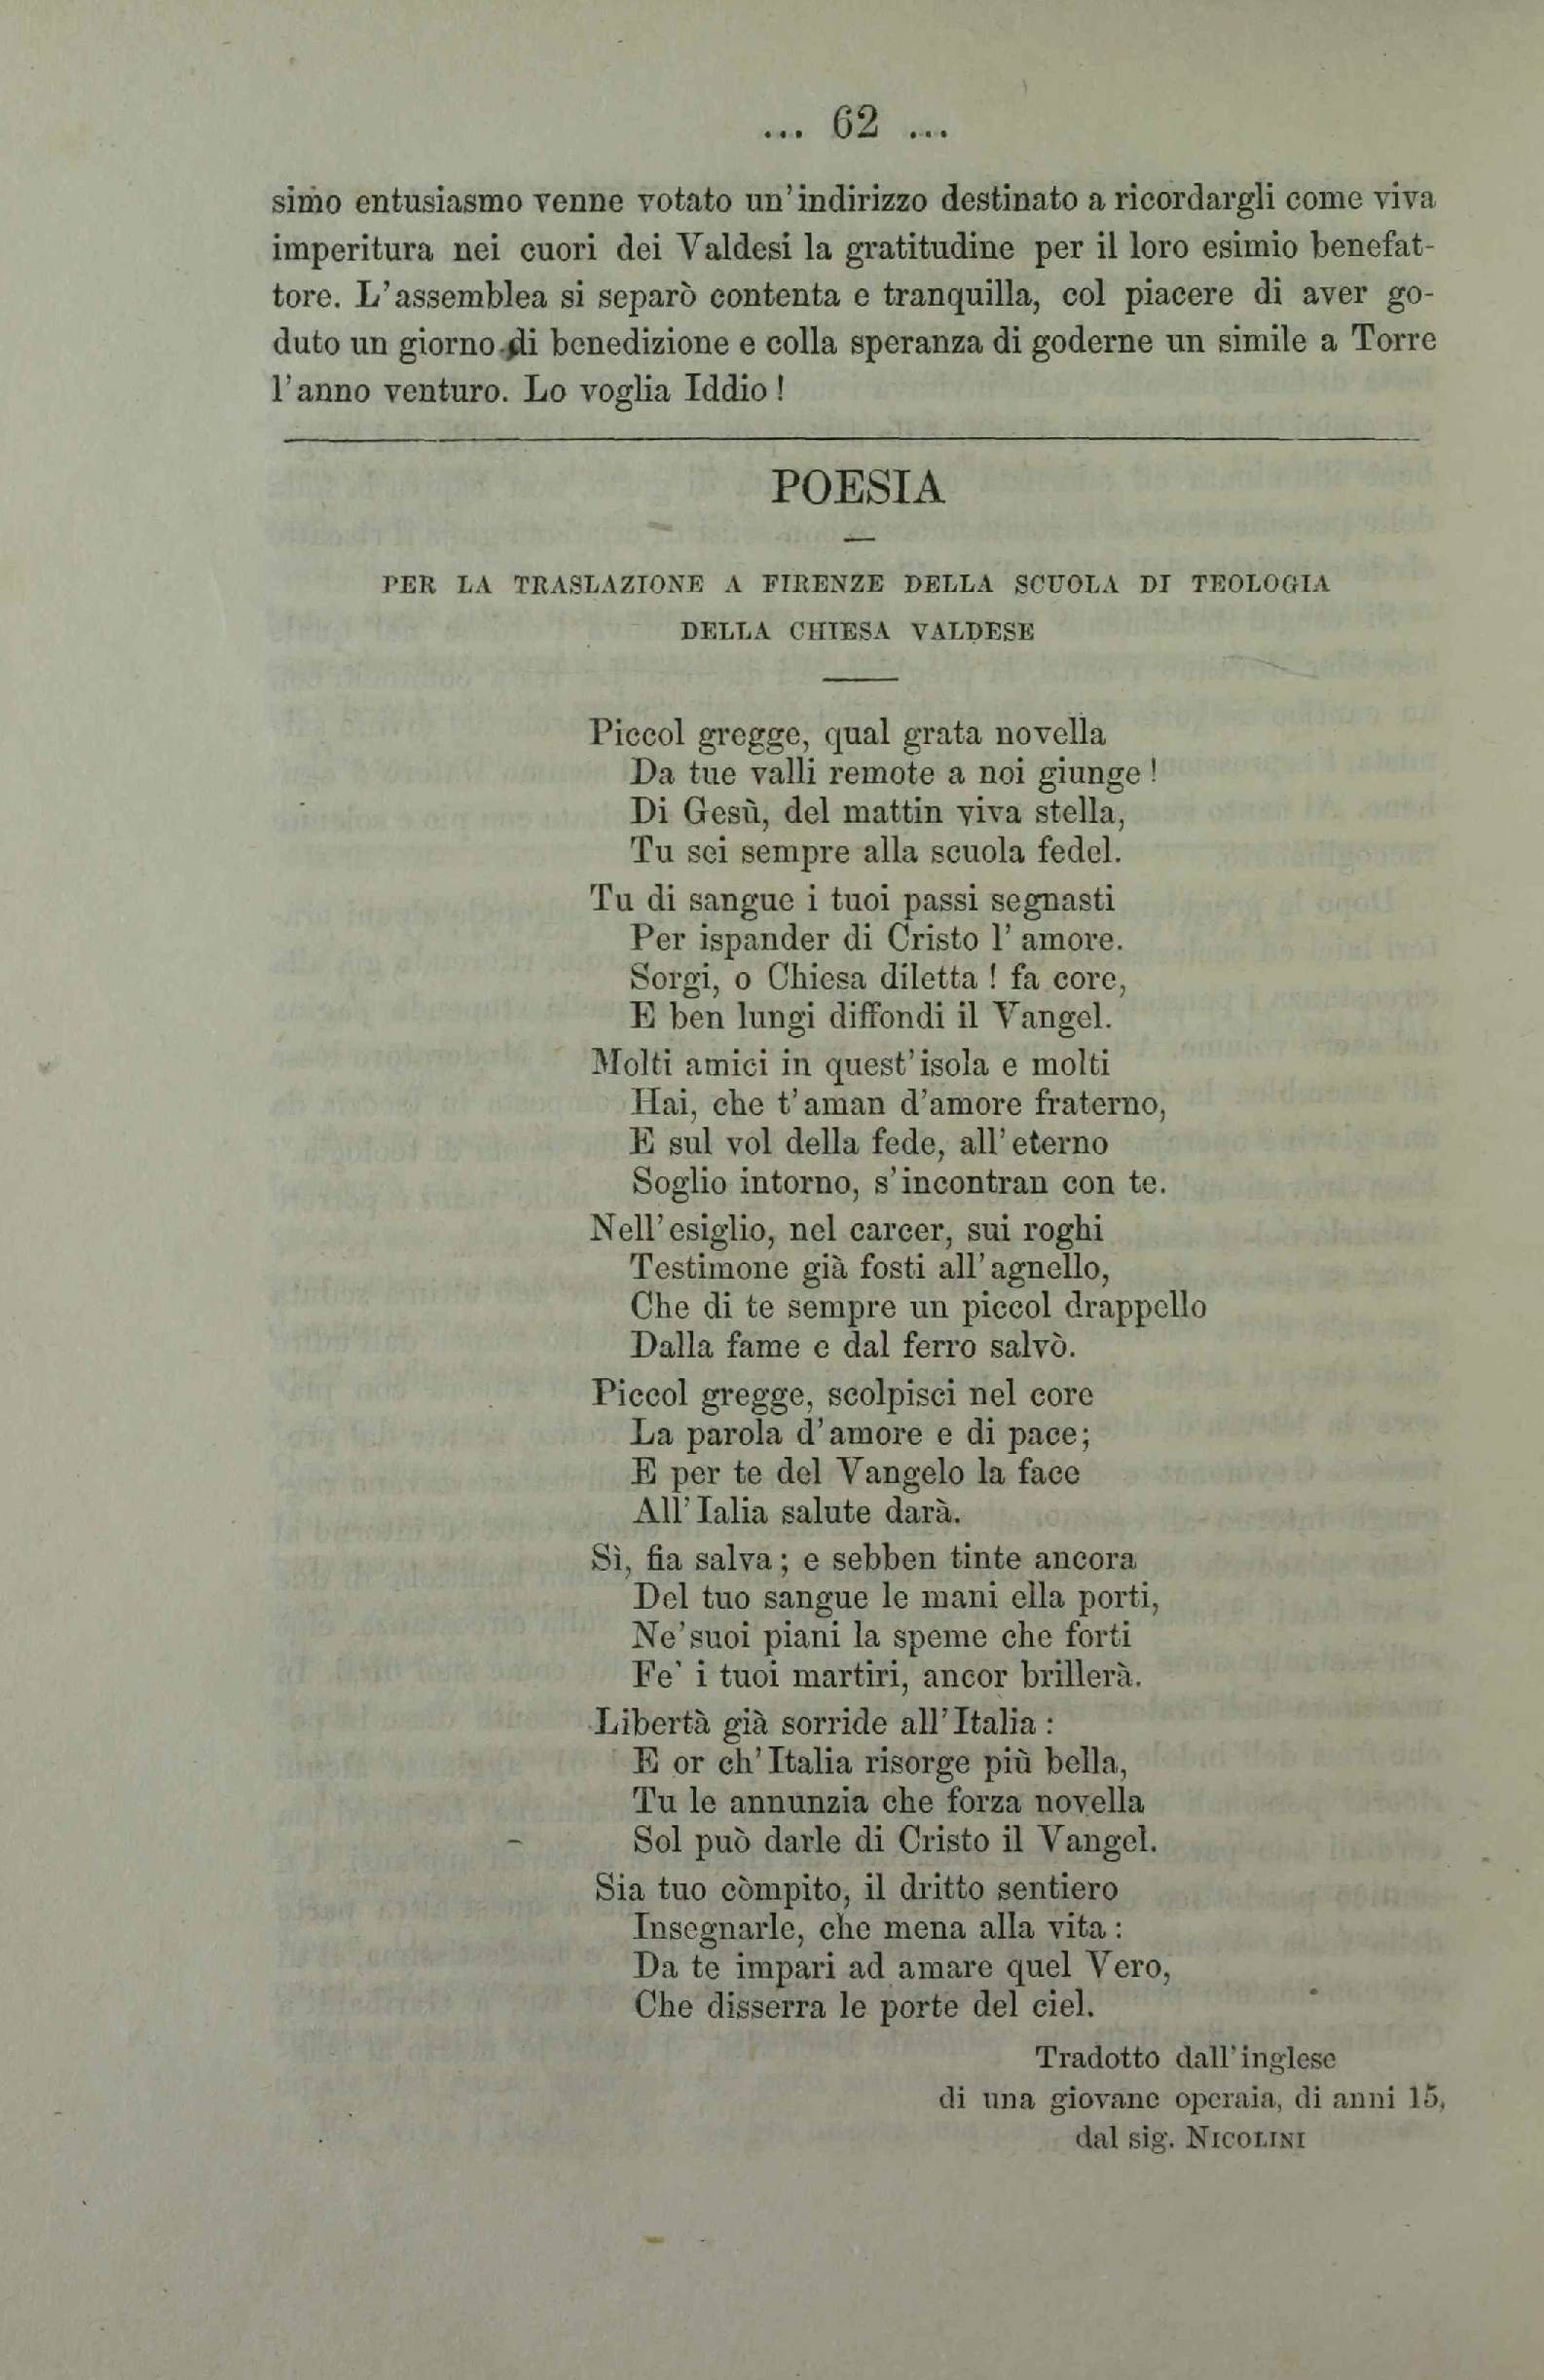 ... 62 ...
simo entusiasmo venne votato un'indirizzo destinato a ricordargli come viva
imperitura nei cuori dei Valdesi la gratitudine per il loro esimio benefat-
tore. L'assemblea si separò contenta e tranquilla, col piacere di aver go-
duto un giorno di benedizione e colla speranza di goderne un simile a Torre
l'anno venturo. Lo voglia Iddio !
POESIA
PER LA TRASLAZIONE A FIRENZE DELLA SCUOLA DI TEOLOGIA
DELLA CHIESA VALDESE
Piccol gregge, qual grata novella
Da tue valli remote a noi giunge !
Di Gesù, del mattin viva stella,
Tu sei sempre alla scuola fedel.
Tu di sangue i tuoi passi segnasti
Per ispander di Cristo l' amore.
Sorgi, o Chiesa diletta ! fa core,
E ben lungi diffondi il Vangel.
Molti amici in quest'isola e molti
Hai, che t'aman d'amore fraterno,
E sul vol della fede, all'eterno
Soglio intorno, s'incontran con te.
Nell'esiglio, nel carcer, sui roghi
Testimone già fosti all'agnello,
Che di te sempre un piccol drappello
Dalla fame e dal ferro salvò.
Piccol gregge, scolpisci nel core
La parola d'amore e di pace;
E per te del Vangelo la face
All'Ialia salute darà.
Sì, fia salva ; e sebben tinte ancora
Del tuo sangue le mani ella porti,
Ne'suoi piani la speme che forti
Fe' i tuoi martiri, ancor brillerà.
Libertà già sorride all'Italia :
E or ch'Italia risorge più bella,
Tu le annunzia che forza novella
Sol può darle di Cristo il Vangel.
Sia tuo còmpito, il dritto sentiero
Insegnarle, che mena alla vita :
Da te impari ad amare quel Vero,
Che disserra le porte del ciel.
Tradotto dall'inglese
di una giovane operaia, di anni 15,
dal sig. NICOLINI